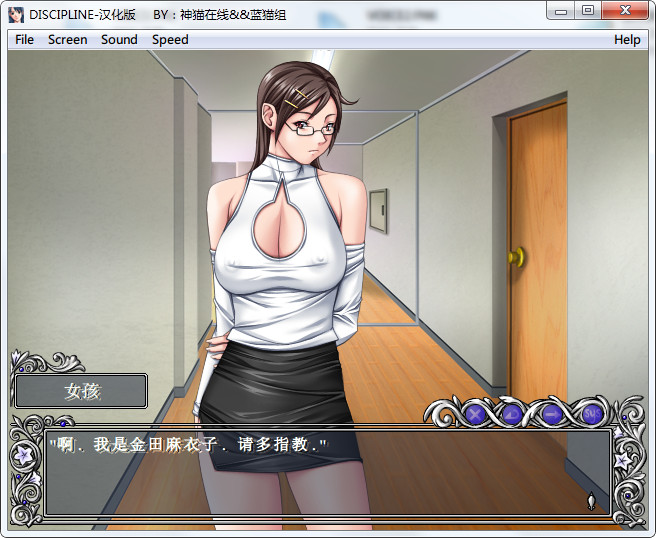 DISCIPLINE-汉化版 BY：神猫在线&&蓝猫组
File Screen Sound Speed Help
女孩
"啊．我是金田麻衣子．请多指教．"
SYS